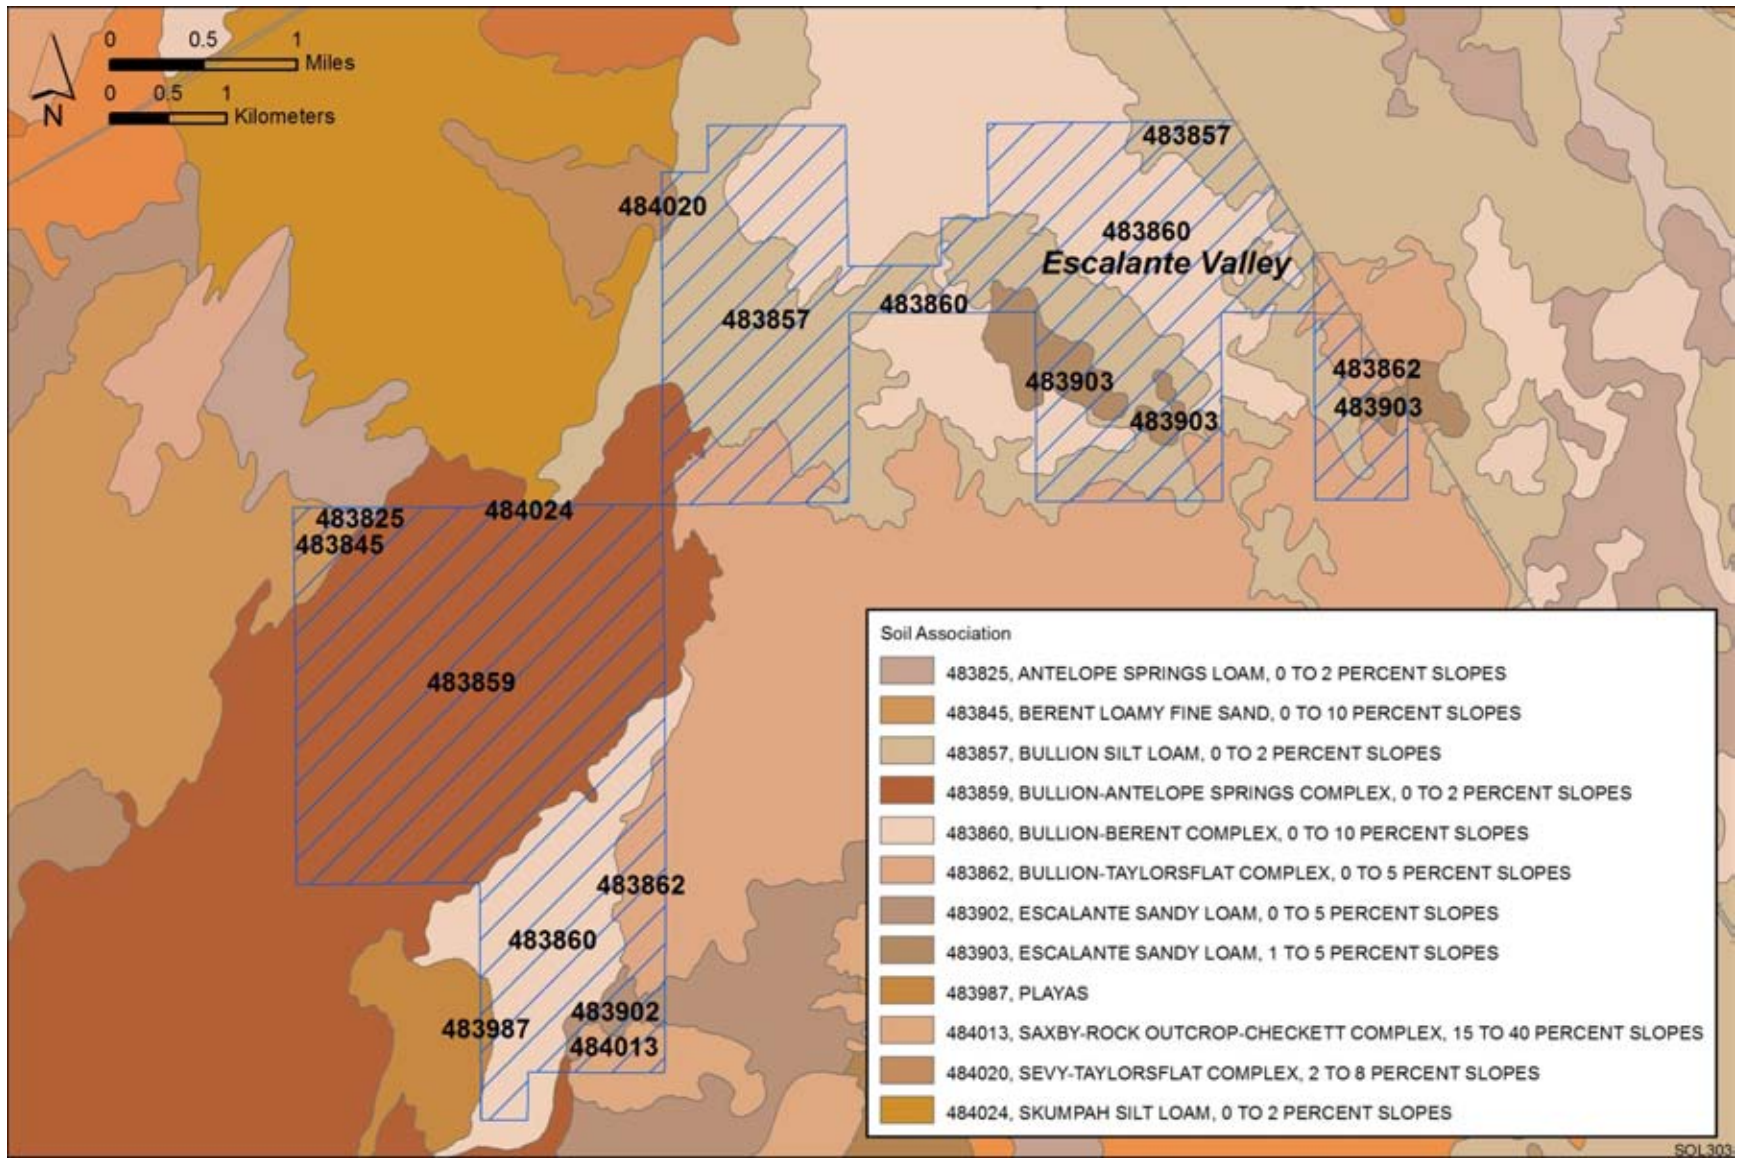 0 0.5 1
Miles
0 0.5 1
Kilometers
N
483857
484020
483860
Escalante Valley
483860
483857
483862
483903
483903
483903
484024
483825
483845
483859
483862
483860
483902
483987
484013
Soil Association
483825, ANTELOPE SPRINGS LOAM, 0 TO 2 PERCENT SLOPES
483845, BERENT LOAMY FINE SAND, 0 TO 10 PERCENT SLOPES
483857, BULLION SILT LOAM, 0 TO 2 PERCENT SLOPES
483859, BULLION-ANTELOPE SPRINGS COMPLEX, 0 TO 2 PERCENT SLOPES
483860, BULLION-BERENT COMPLEX, 0 TO 10 PERCENT SLOPES
483862, BULLION-TAYLORSFLAT COMPLEX, 0 TO 5 PERCENT SLOPES
483902, ESCALANTE SANDY LOAM, 0 TO 5 PERCENT SLOPES
483903, ESCALANTE SANDY LOAM, 1 TO 5 PERCENT SLOPES
483987, PLAYAS
484013, SAXBY-ROCK OUTCROP-CHECKETT COMPLEX, 15 TO 40 PERCENT SLOPES
484020, SEVY-TAYLORSFLAT COMPLEX, 2 TO 8 PERCENT SLOPES
484024, SKUMPAH SILT LOAM, 0 TO 2 PERCENT SLOPES
SOL303